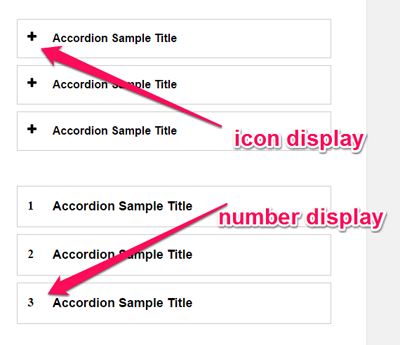 Accordion Sample Title
Accordion Sample Title
Accordion Sample Title
icon display
1 Accordion Sample Title
number display
2 Accordion Sample Title
3 Accordion Sample Title